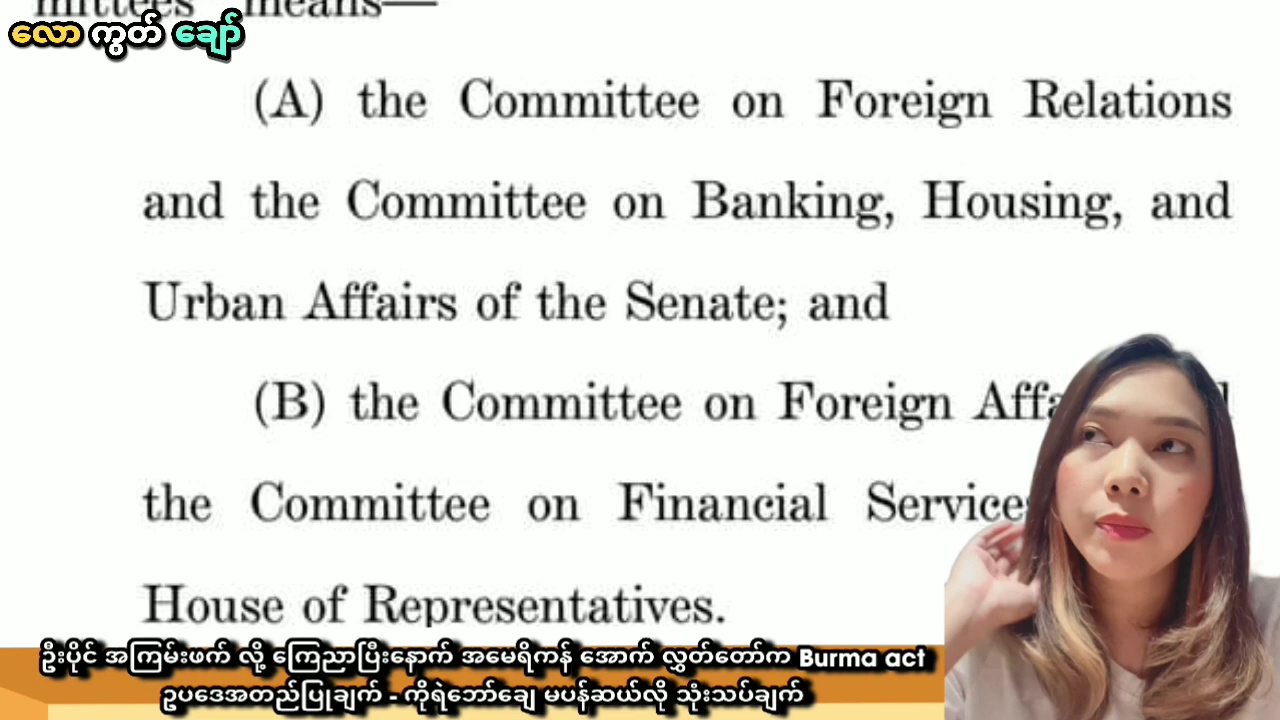 mittees" means—
လော ကွတ် ချော်
(A) the Committee on Foreign Relations
and the Committee on Banking, Housing, and
Urban Affairs of the Senate; and
(B) the Committee on Foreign
the Committee on Financial
House of Representatives.
ဦးပိုင် အကြမ်းဖက် လို့ ကြေညာပြီးနောက် အမေရိကန် အောက် လွှတ်တော်က Burma act
ဥပဒေအတည်ပြုချက် - ကိုရဲဘော်ချေ မပန်ဆယ်လို သုံးသပ်ချက်